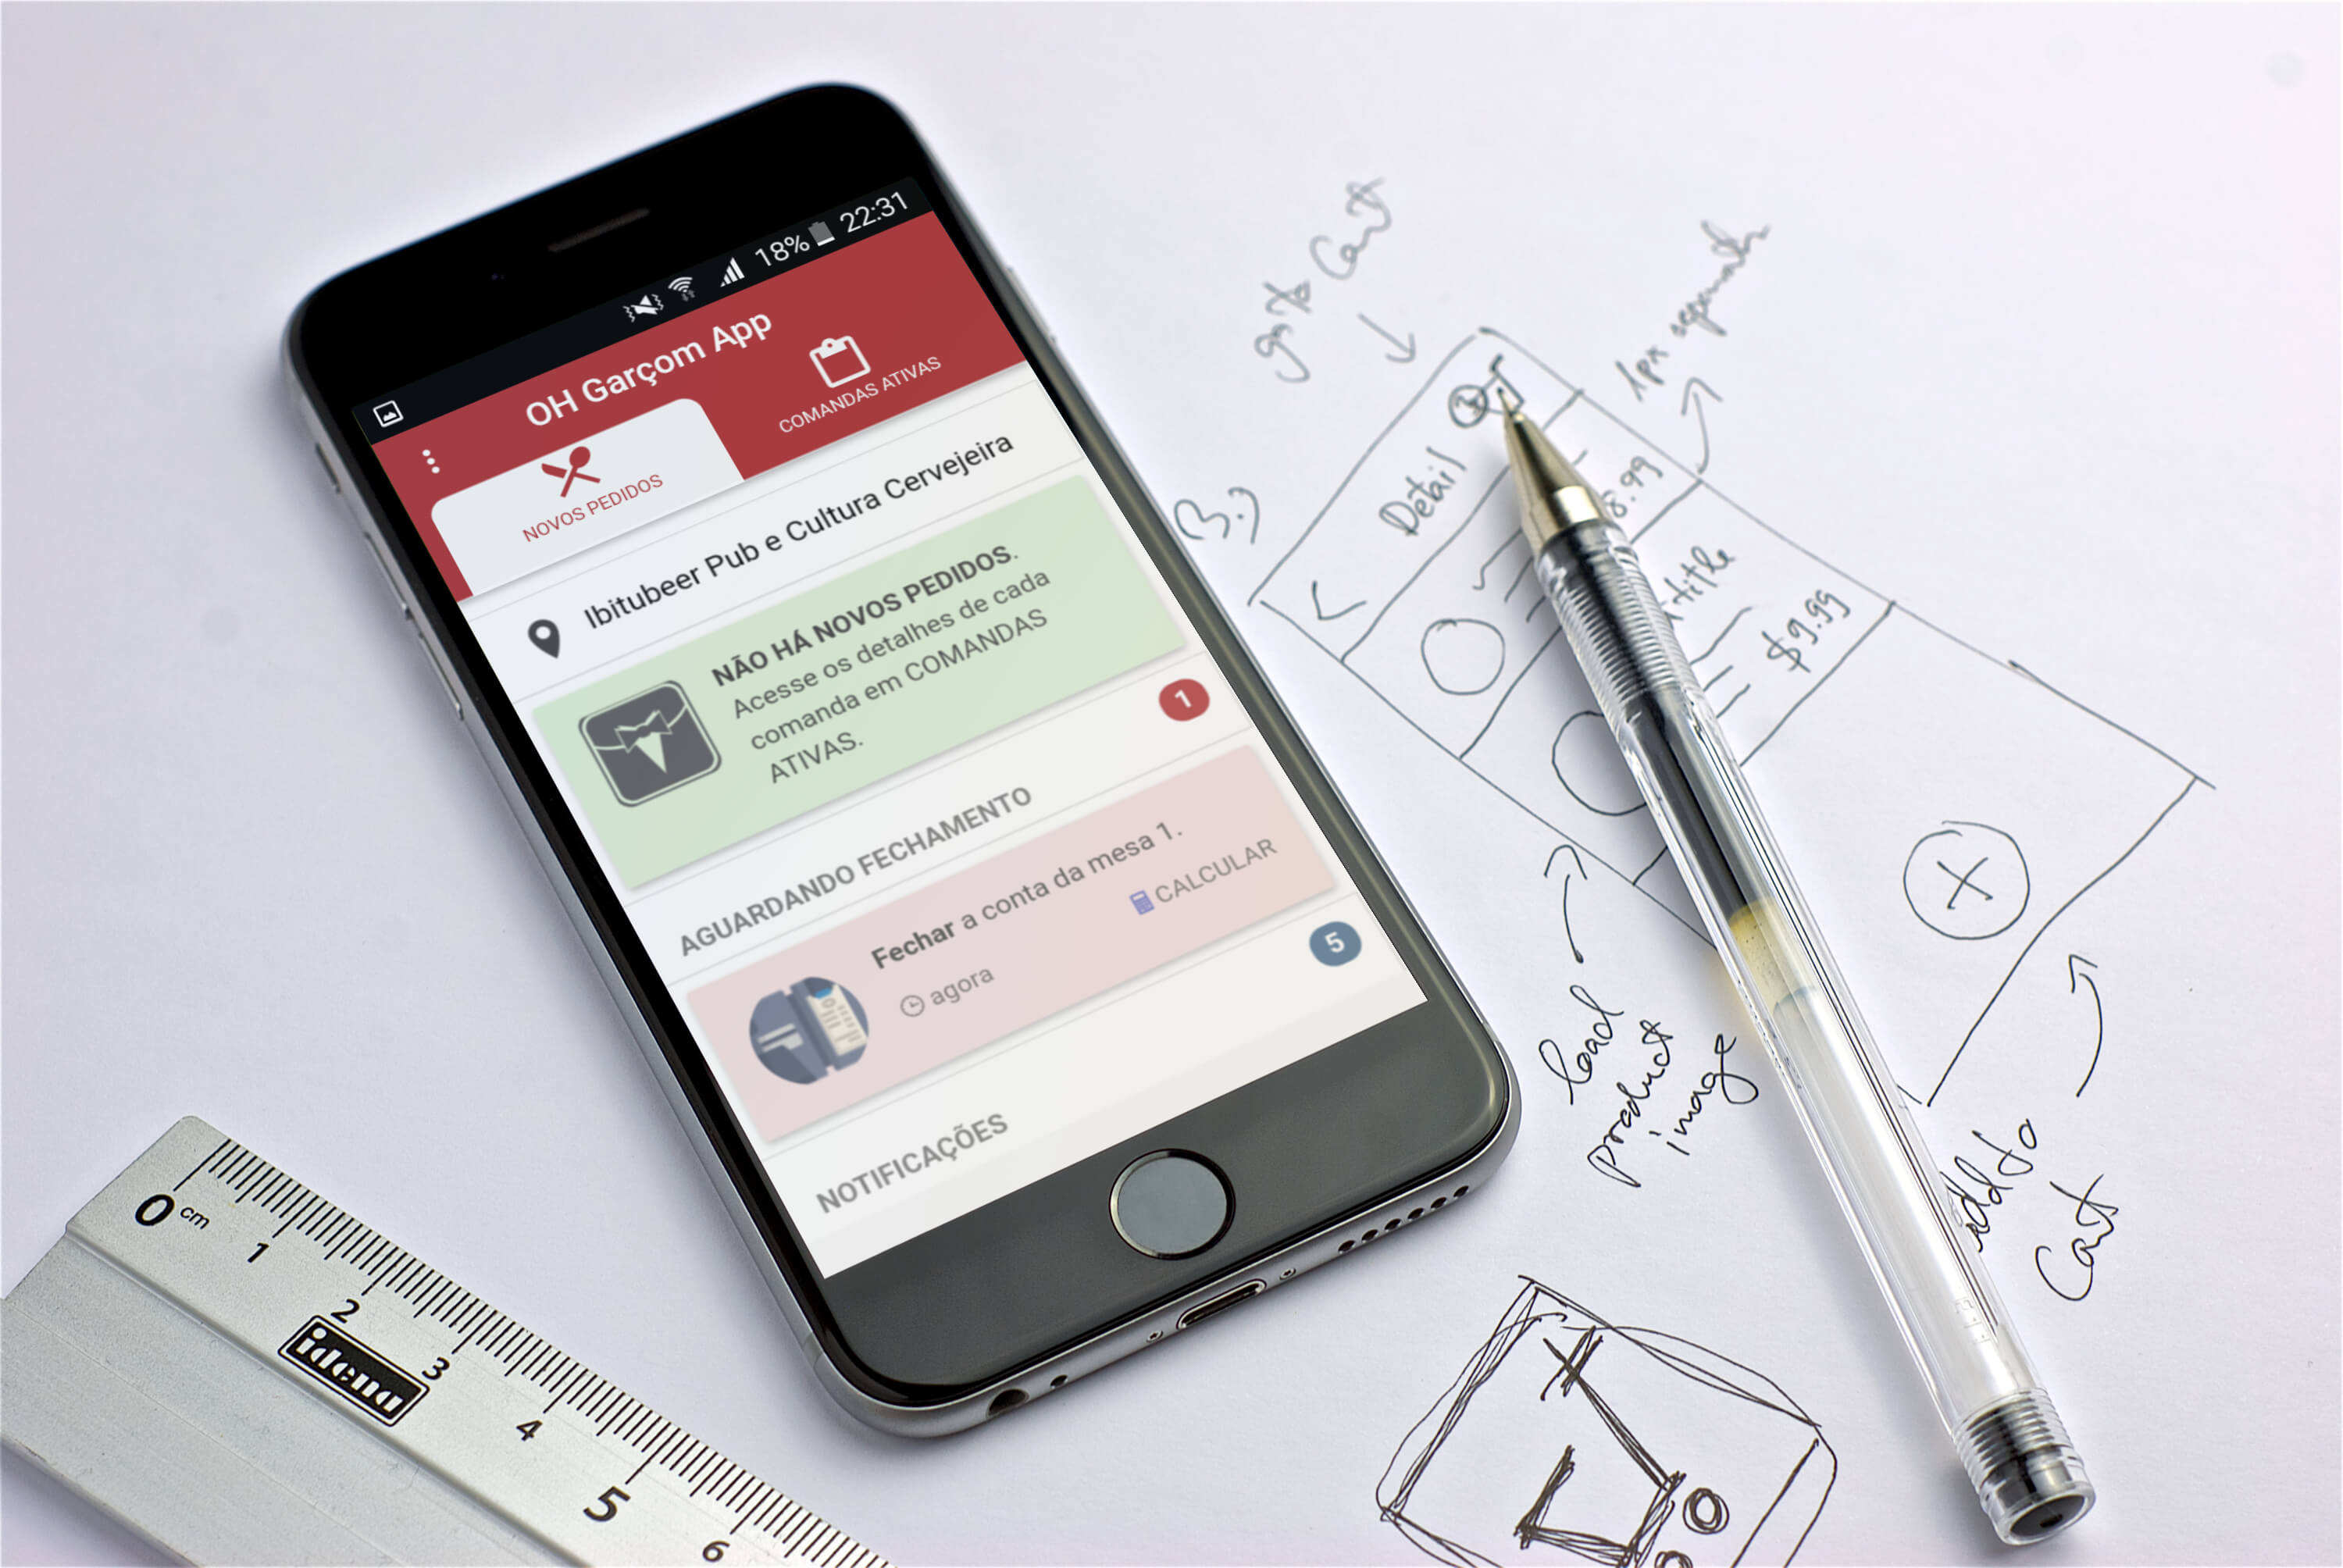 18% 22:31
OH Garçom App
NOVOS PEDIDOS
COMANDAS ATIVAS
Ibitubeer Pub e Cultura Cervejeira
NÃO HÁ NOVOS PEDIDOS.
Acesse os detalhes de cada
comanda em COMANDAS
ATIVAS.
AGUARDANDO FECHAMENTO
1
Fechar a conta da mesa 1.
agora
CALCULAR
NOTIFICAÇÕES
5
goto Cart
1px separator
3.)
Detail
8.99
title
$9.99
load
product
image
add to
Cart
0 cm
1
2
3
4
5
6
idena